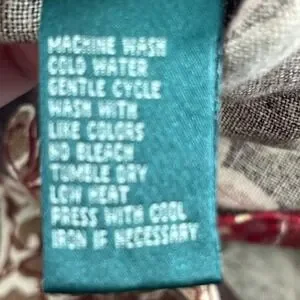 MACHINE WASH
COLD WATER
GENTLE CYCLE
WASH WITH
LIKE COLORS
NO BLEACH
TUMBLE DRY
LOW HEAT
PRESS WITH COOL
IRON IF NECESSARY